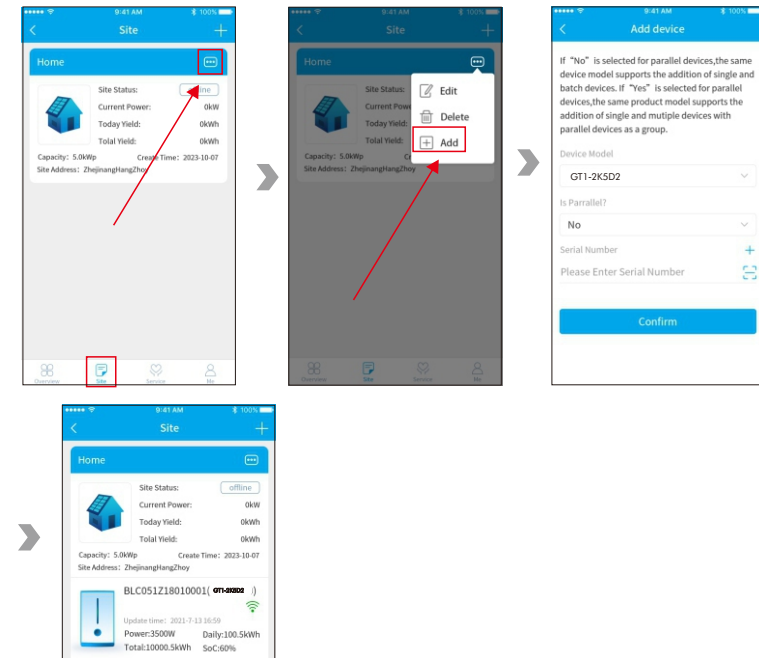 9:41 AM 100%
Site
Home
Site Status:
Current Power: 0kW
Today Yield: 0kWh
Tolal Yield: 0kWh
Capacity: 5.0kWp Create Time: 2023-10-07
Site Address: ZhejinangHangZhoy
Overview Site Service Me
9:41 AM 100%
Site
Home
Site Status:
Edit
Current Pow
Today Yield:
Delete
Tolal Yield:
Add
Capacity: 5.0kWp
Site Address: ZhejinangHangZhoy
Overview Site Service Me
9:41 AM 100%
Add device
If "No" is selected for parallel devices,the same
device model supports the addition of single and
batch devices. If "Yes" is selected for parallel
devices,the same product model supports the
addition of single and mutiple devices with
parallel devices as a group.
Device Model
GT1-2K5D2
Is Parrallel?
No
Serial Number
Please Enter Serial Number
Confirm
9:41 AM 100%
Site
Home
Site Status: offline
Current Power: 0kW
Today Yield: 0kWh
Tolal Yield: 0kWh
Capacity: 5.0kWp Create Time: 2023-10-07
Site Address: ZhejinangHangZhoy
BLC051Z18010001( GT1-2K5D2 )
Update time: 2021-7-13 16:59
Power:3500W Daily:100.5kWh
Total:10000.5kWh SoC:60%